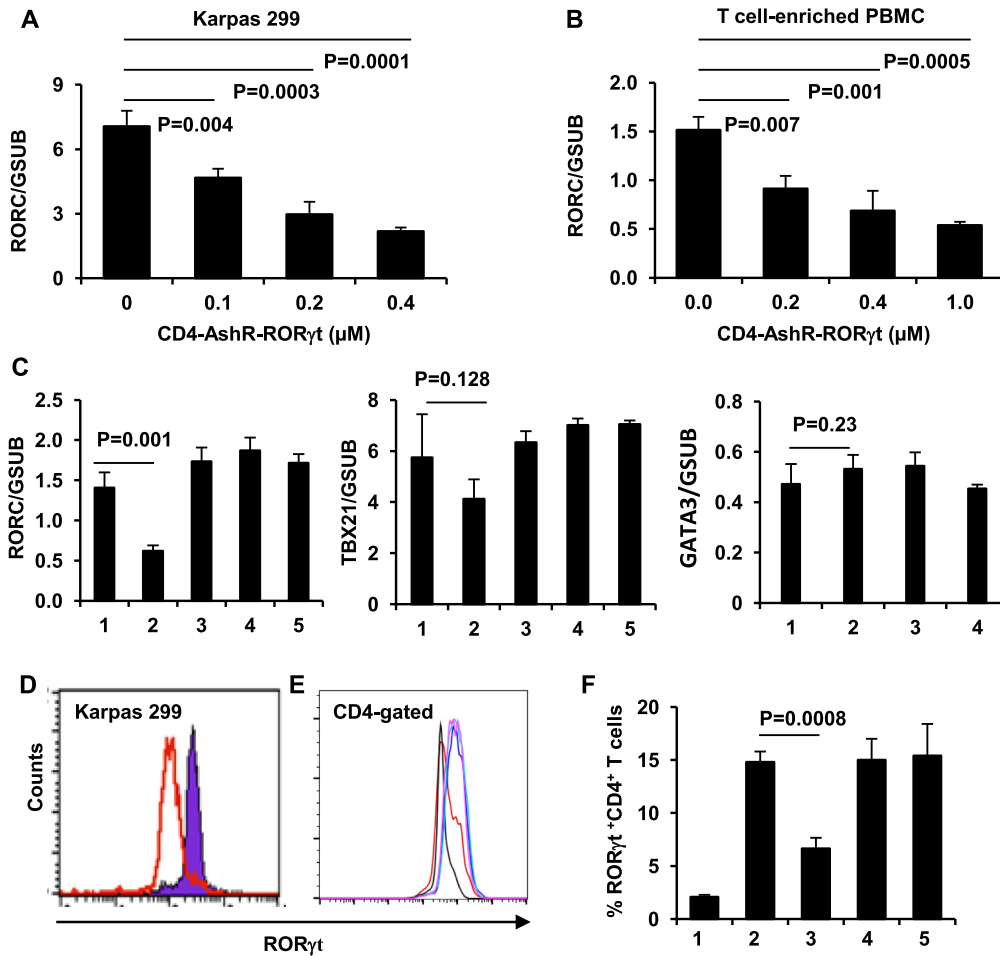 A
Karpas 299
P=0.0001
P=0.0003
P=0.004
9
6
3
0
RORC/GSUB
0 0.1 0.2 0.4
CD4-AshR-RORγt (µM)
B
T cell-enriched PBMC
P=0.0005
P=0.001
P=0.007
2.0
1.5
1.0
0.5
0.0
RORC/GSUB
0.0 0.2 0.4 1.0
CD4-AshR-RORγt (µM)
C
P=0.001
2.5
2.0
1.5
1.0
0.5
0.0
RORC/GSUB
1 2 3 4 5
P=0.128
8
6
4
2
0
TBX21/GSUB
1 2 3 4 5
P=0.23
0.8
0.6
0.4
0.2
0
GATA3/GSUB
1 2 3 4
D
Karpas 299
Counts
E
CD4-gated
RORγt
F
P=0.0008
20
15
10
5
0
% RORγt +CD4+ T cells
1 2 3 4 5